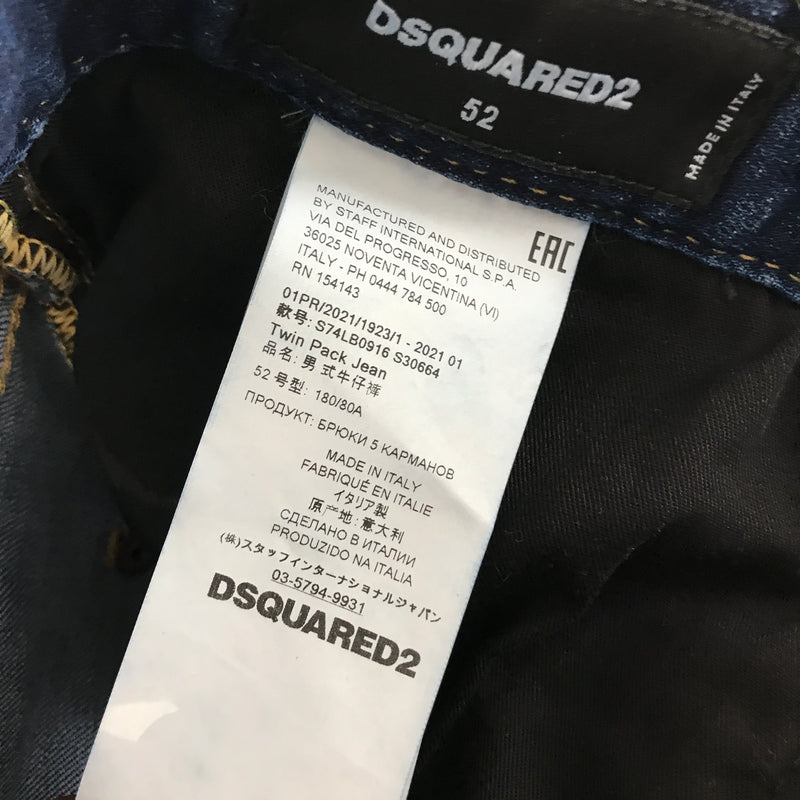 DSQUARED2
52
MADE IN ITALY
MANUFACTURED AND DISTRIBUTED
BY STAFF INTERNATIONAL S.P.A.
VIA DEL PROGRESSO, 10
36025 NOVENTA VICENTINA (VI)
ITALY - PH 0444 784 500
RN 154143
EAC
01PR/2021/1923/1 - 2021 01
款号: S74LB0916 S30664
Twin Pack Jean
品名: 男 式牛仔裤
52 号型: 180/80A
ПРОДУКТ: БРЮКИ 5 КАРМАНОВ
MADE IN ITALY
FABRIQUÉ EN ITALIE
イタリア製
原产地: 意大利
СДЕЛАНО В ИТАЛИИ
PRODUZIDO NA ITALIA
(株)スタッフインターナショナルジャパン
03-5794-9931
DSQUARED2